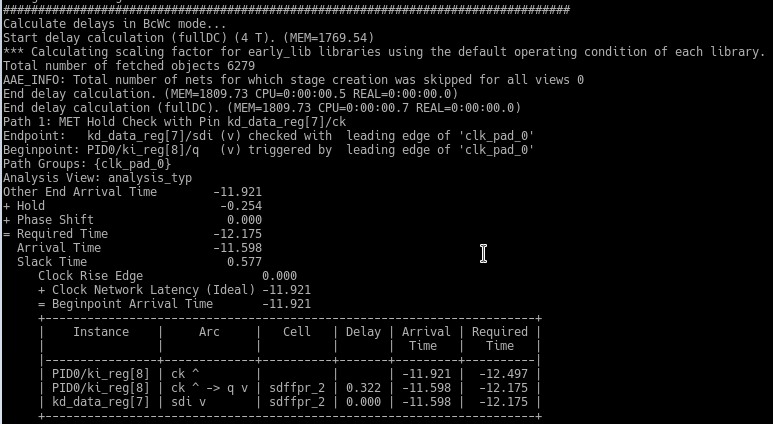 ################################################################################
Calculate delays in BcWc mode...
Start delay calculation (fullDC) (4 T). (MEM=1769.54)
*** Calculating scaling factor for early_lib libraries using the default operating condition of each library.
Total number of fetched objects 6279
AAE_INFO: Total number of nets for which stage creation was skipped for all views 0
End delay calculation. (MEM=1809.73 CPU=0:00:00.5 REAL=0:00:00.0)
End delay calculation (fullDC). (MEM=1809.73 CPU=0:00:00.7 REAL=0:00:00.0)
Path 1: MET Hold Check with Pin kd_data_reg[7]/ck
Endpoint:   kd_data_reg[7]/sdi (v) checked with  leading edge of 'clk_pad_0'
Beginpoint: PID0/ki_reg[8]/q   (v) triggered by  leading edge of 'clk_pad_0'
Path Groups: {clk_pad_0}
Analysis View: analysis_typ
Other End Arrival Time        -11.921
+ Hold                         -0.254
+ Phase Shift                   0.000
= Required Time               -12.175
  Arrival Time                -11.598
  Slack Time                    0.577
     Clock Rise Edge                 0.000
     + Clock Network Latency (Ideal) -11.921
     = Beginpoint Arrival Time       -11.921
     +----------------------------------------------------------------------+
     |    Instance    |     Arc     |   Cell    | Delay | Arrival | Required |
     |                |             |           |       |  Time   |   Time   |
     |----------------+-------------+-----------+-------+---------+----------|
     | PID0/ki_reg[8] | ck ^        |           |       | -11.921 |  -12.497 |
     | PID0/ki_reg[8] | ck ^ -> q v | sdffpr_2 | 0.322 | -11.598 |  -12.175 |
     | kd_data_reg[7] | sdi v       | sdffpr_2 | 0.000 | -11.598 |  -12.175 |
     +----------------------------------------------------------------------+